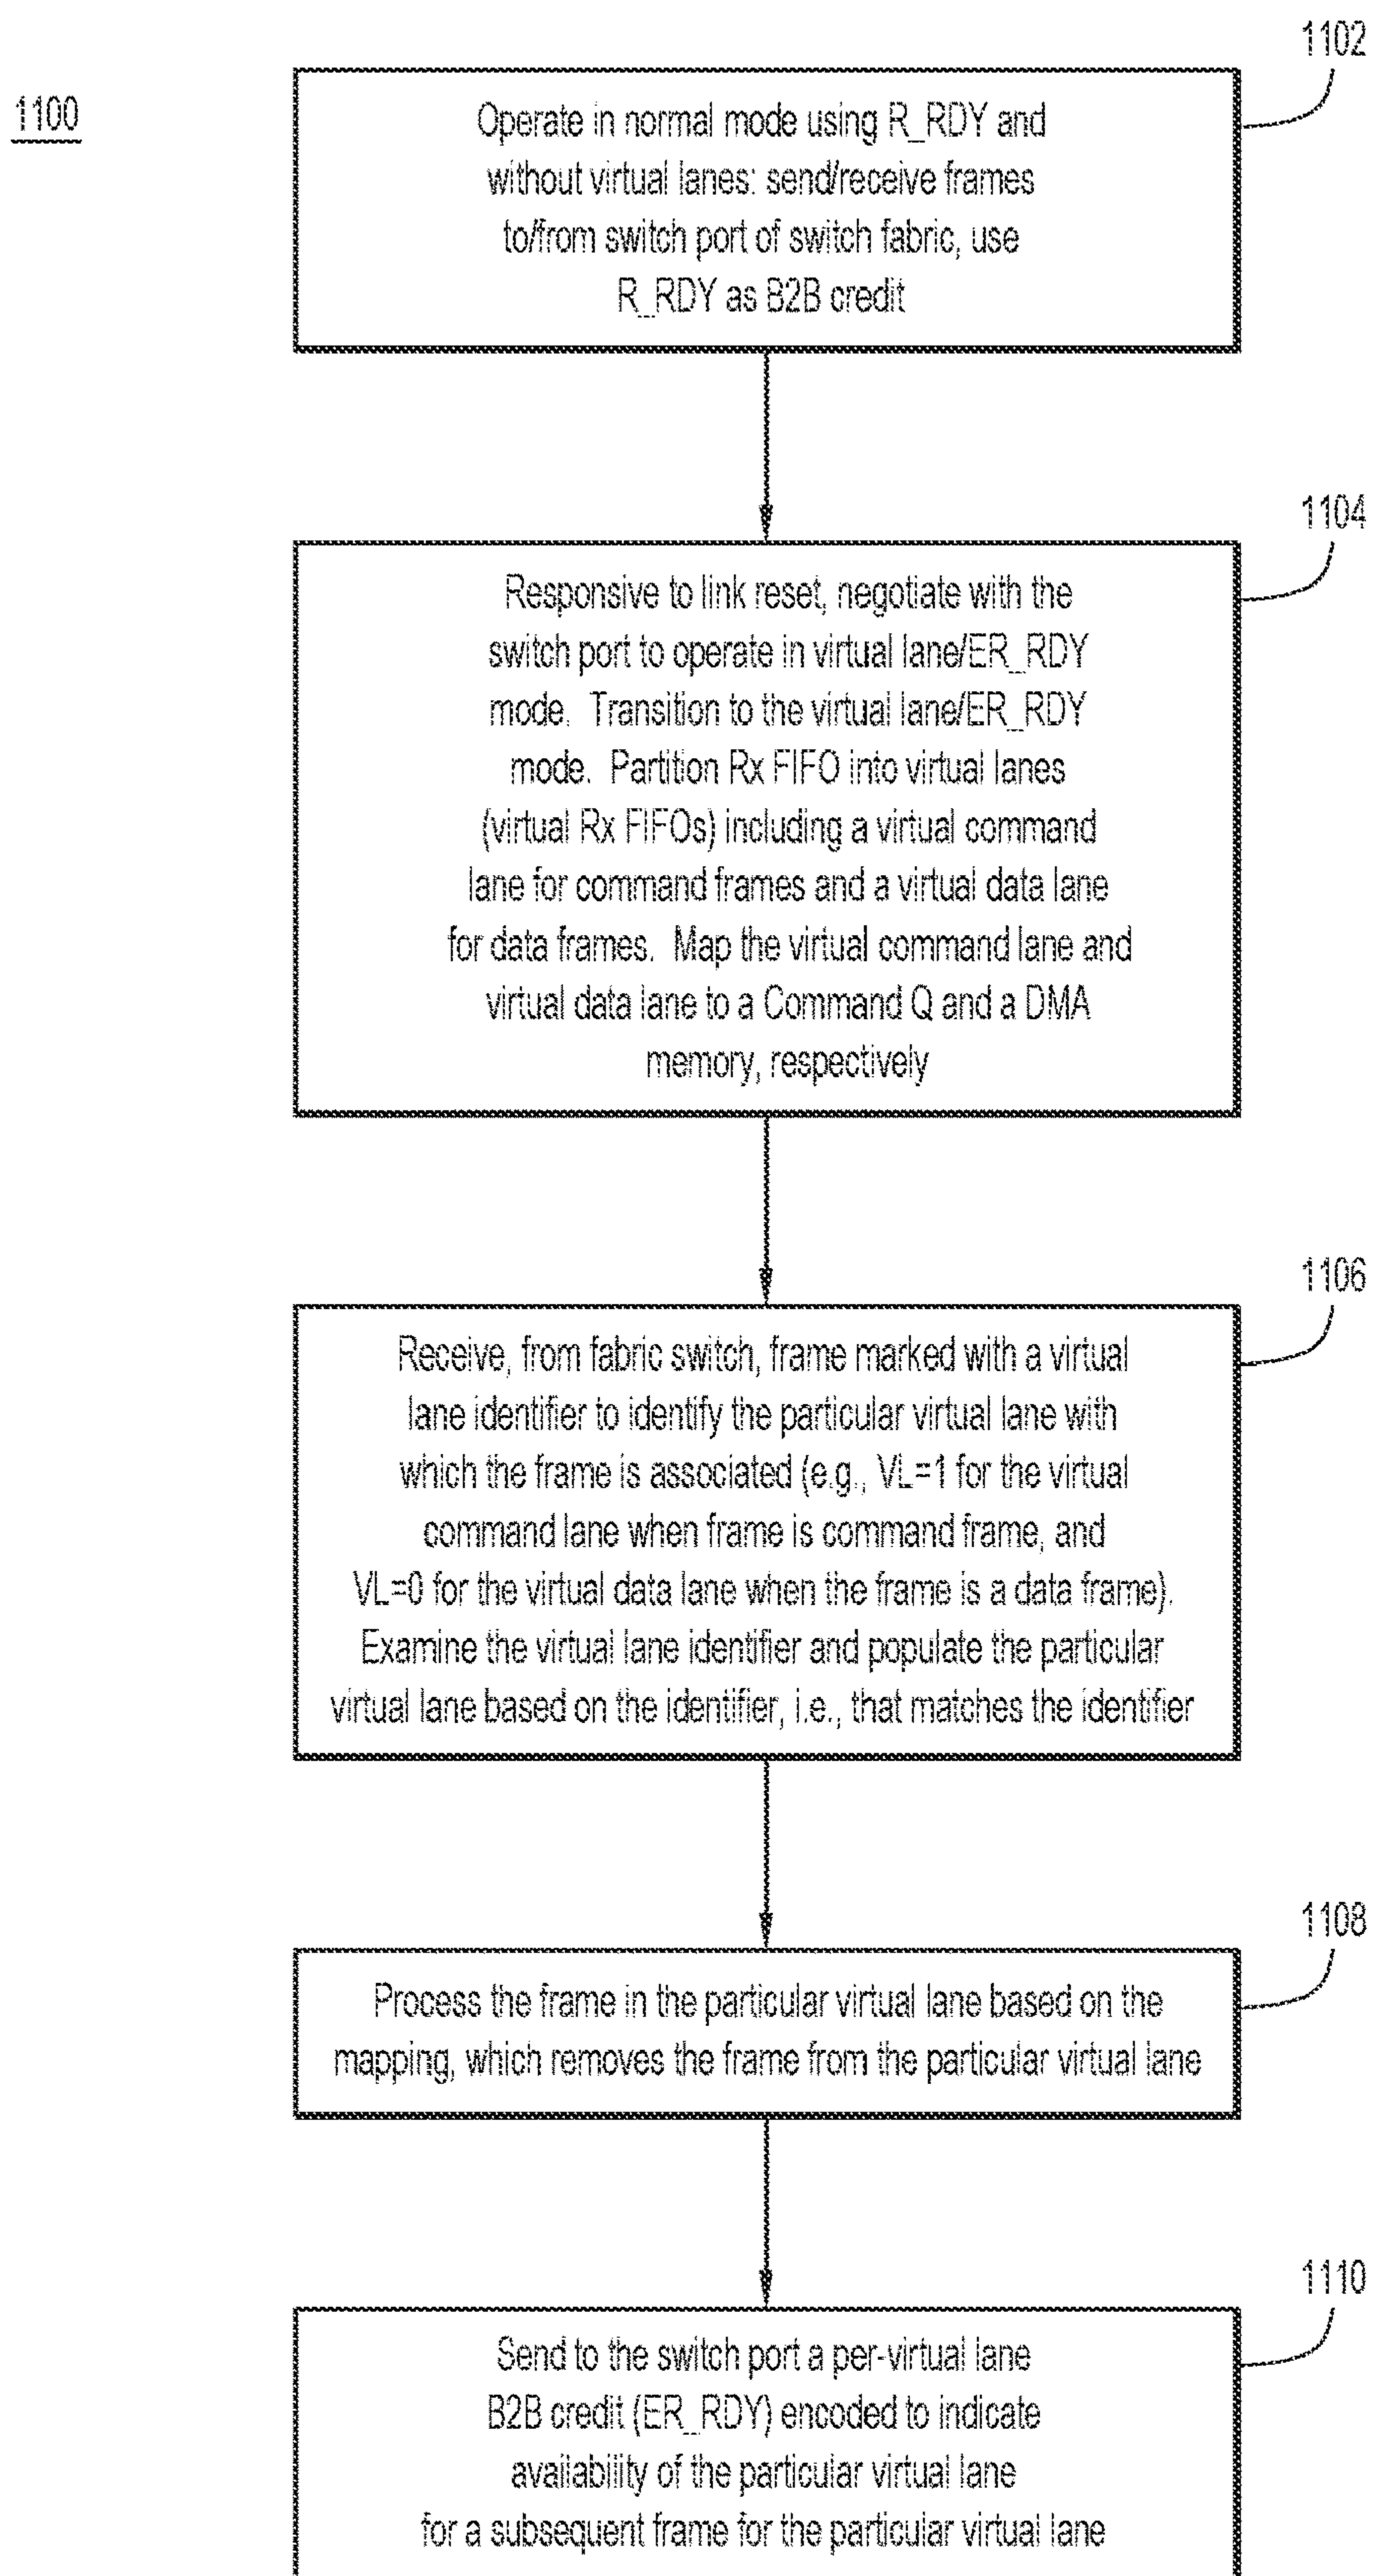 1100
1102
Operate in normal mode using R_RDY and
without virtual lanes: send/receive frames
to/from switch port of switch fabric, use
R_RDY as B2B credit
1104
Responsive to link reset, negotiate with the
switch port to operate in virtual lane/ER_RDY
mode. Transition to the virtual lane/ER_RDY
mode. Partition Rx FIFO into virtual lanes
(virtual Rx FIFOs) including a virtual command
lane for command frames and a virtual data lane
for data frames. Map the virtual command lane and
virtual data lane to a Command Q and a DMA
memory, respectively
1106
Receive, from fabric switch, frame marked with a virtual
lane identifier to identify the particular virtual lane with
which the frame is associated (e.g., VL=1 for the virtual
command lane when frame is command frame, and
VL=0 for the virtual data lane when the frame is a data frame).
Examine the virtual lane identifier and populate the particular
virtual lane based on the identifier, i.e., that matches the identifier
1108
Process the frame in the particular virtual lane based on the
mapping, which removes the frame from the particular virtual lane
1110
Send to the switch port a per-virtual lane
B2B credit (ER_RDY) encoded to indicate
availability of the particular virtual lane
for a subsequent frame for the particular virtual lane